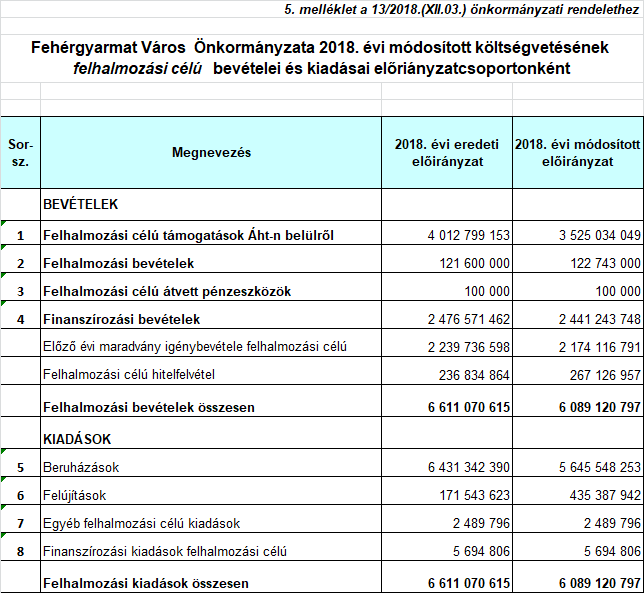 5. melléklet a 13/2018.(XII.03.) önkormányzati rendelethez
Fehérgyarmat Város Önkormányzata 2018. évi módosított költségvetésének
felhalmozási célú bevételei és kiadásai előriányzatcsoportonként
Sor-sz. Megnevezés 2018. évi eredeti előirányzat 2018. évi módosított előirányzat
BEVÉTELEK
1 Felhalmozási célú támogatások Áht-n belülről 4 012 799 153 3 525 034 049
2 Felhalmozási bevételek 121 600 000 122 743 000
3 Felhalmozási célú átvett pénzeszközök 100 000 100 000
4 Finanszírozási bevételek 2 476 571 462 2 441 243 748
Előző évi maradvány igénybevétele felhalmozási célú 2 239 736 598 2 174 116 791
Felhalmozási célú hitelfelvétel 236 834 864 267 126 957
Felhalmozási bevételek összesen 6 611 070 615 6 089 120 797
KIADÁSOK
5 Beruházások 6 431 342 390 5 645 548 253
6 Felújítások 171 543 623 435 387 942
7 Egyéb felhalmozási célú kiadások 2 489 796 2 489 796
8 Finanszírozási kiadások felhalmozási célú 5 694 806 5 694 806
Felhalmozási kiadások összesen 6 611 070 615 6 089 120 797